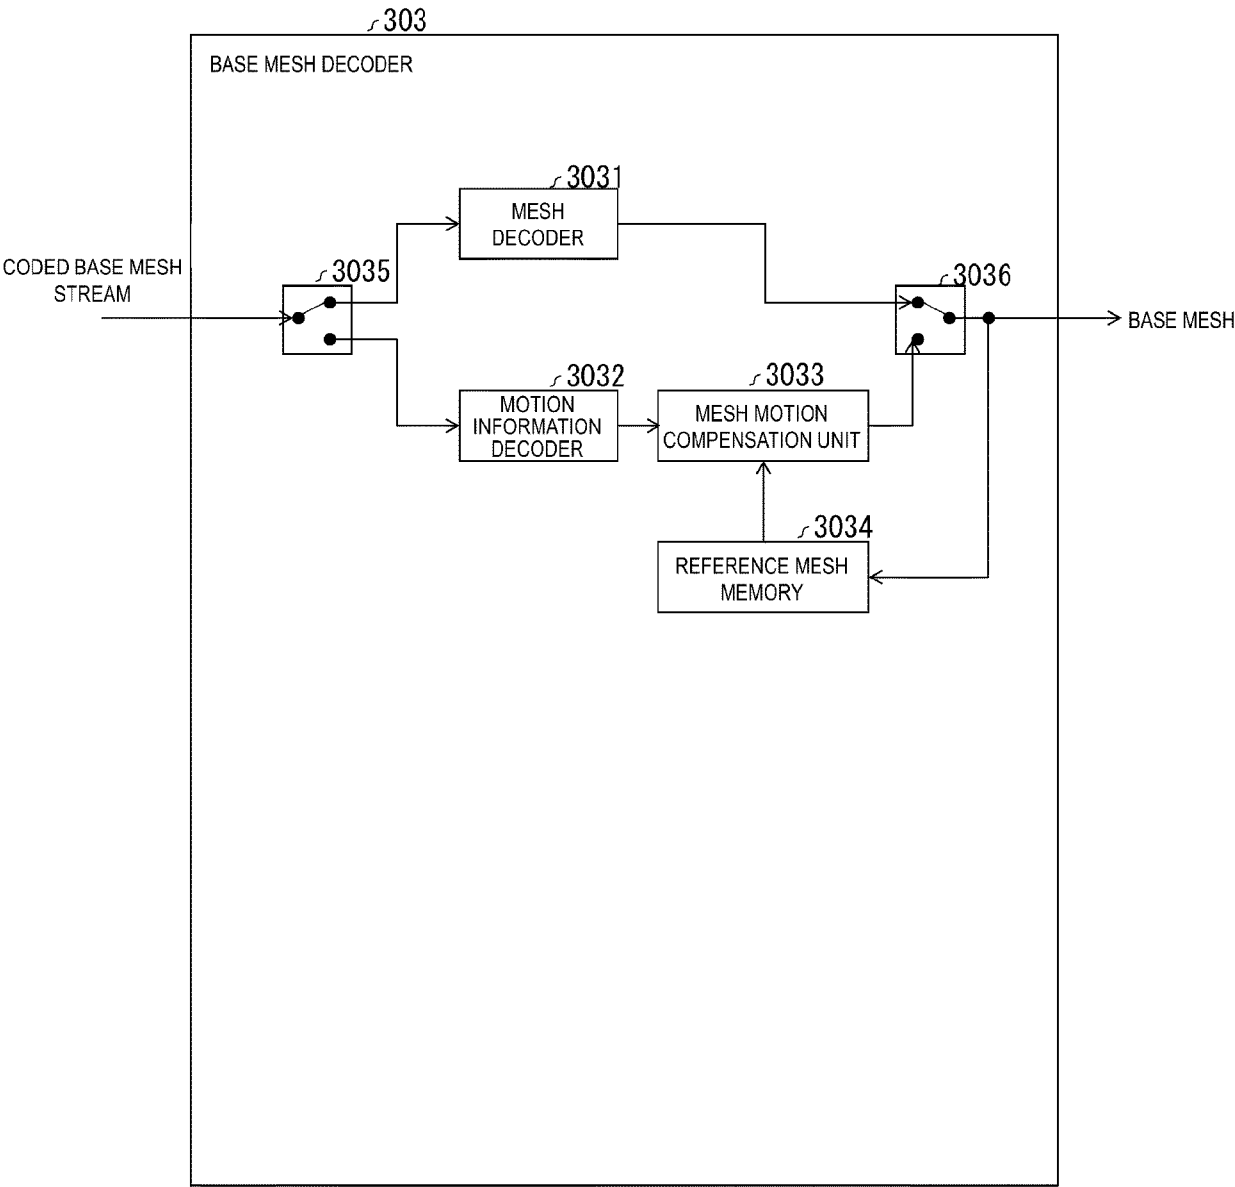 303
BASE MESH DECODER
3031
MESH
DECODER
CODED BASE MESH
STREAM
3035
3036
BASE MESH
3032
MOTION
INFORMATION
DECODER
3033
MESH MOTION
COMPENSATION UNIT
3034
REFERENCE MESH
MEMORY